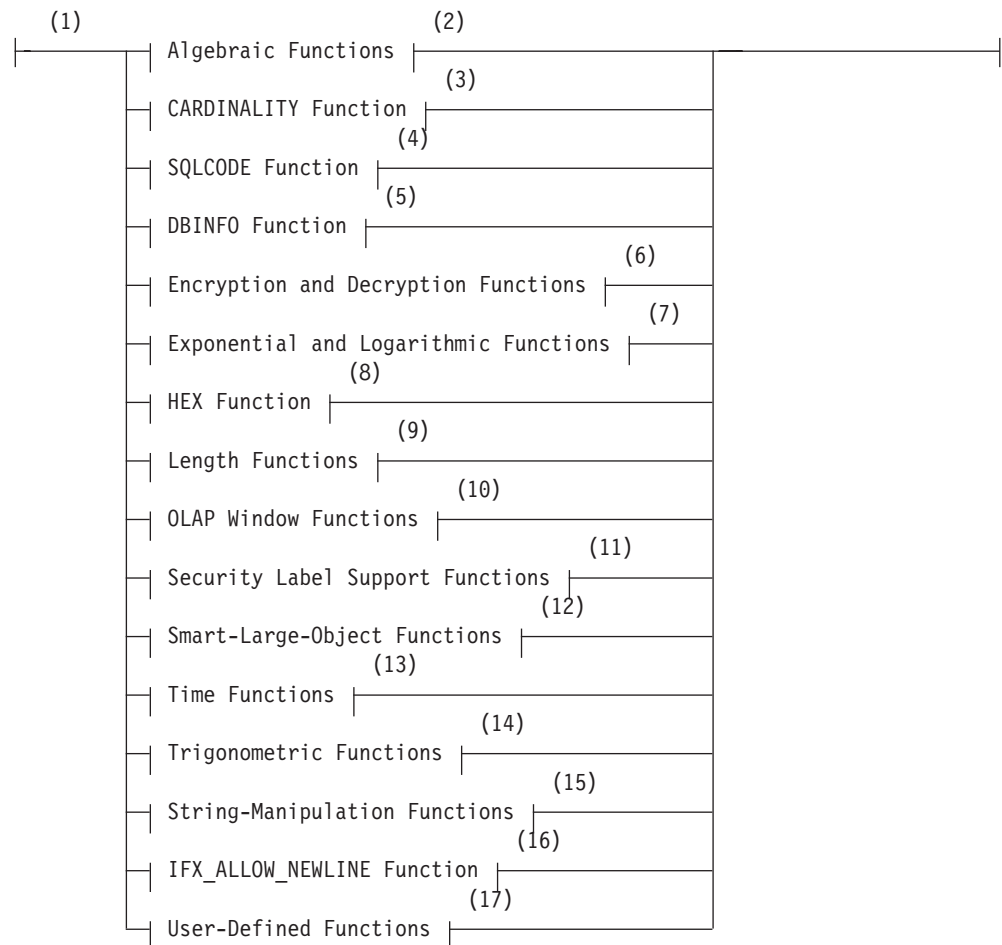 (1) (2)
Algebraic Functions
(3)
CARDINALITY Function
(4)
SQLCODE Function
(5)
DBINFO Function
(6)
Encryption and Decryption Functions
(7)
Exponential and Logarithmic Functions
(8)
HEX Function
(9)
Length Functions
(10)
OLAP Window Functions
(11)
Security Label Support Functions
(12)
Smart-Large-Object Functions
(13)
Time Functions
(14)
Trigonometric Functions
(15)
String-Manipulation Functions
(16)
IFX_ALLOW_NEWLINE Function
(17)
User-Defined Functions